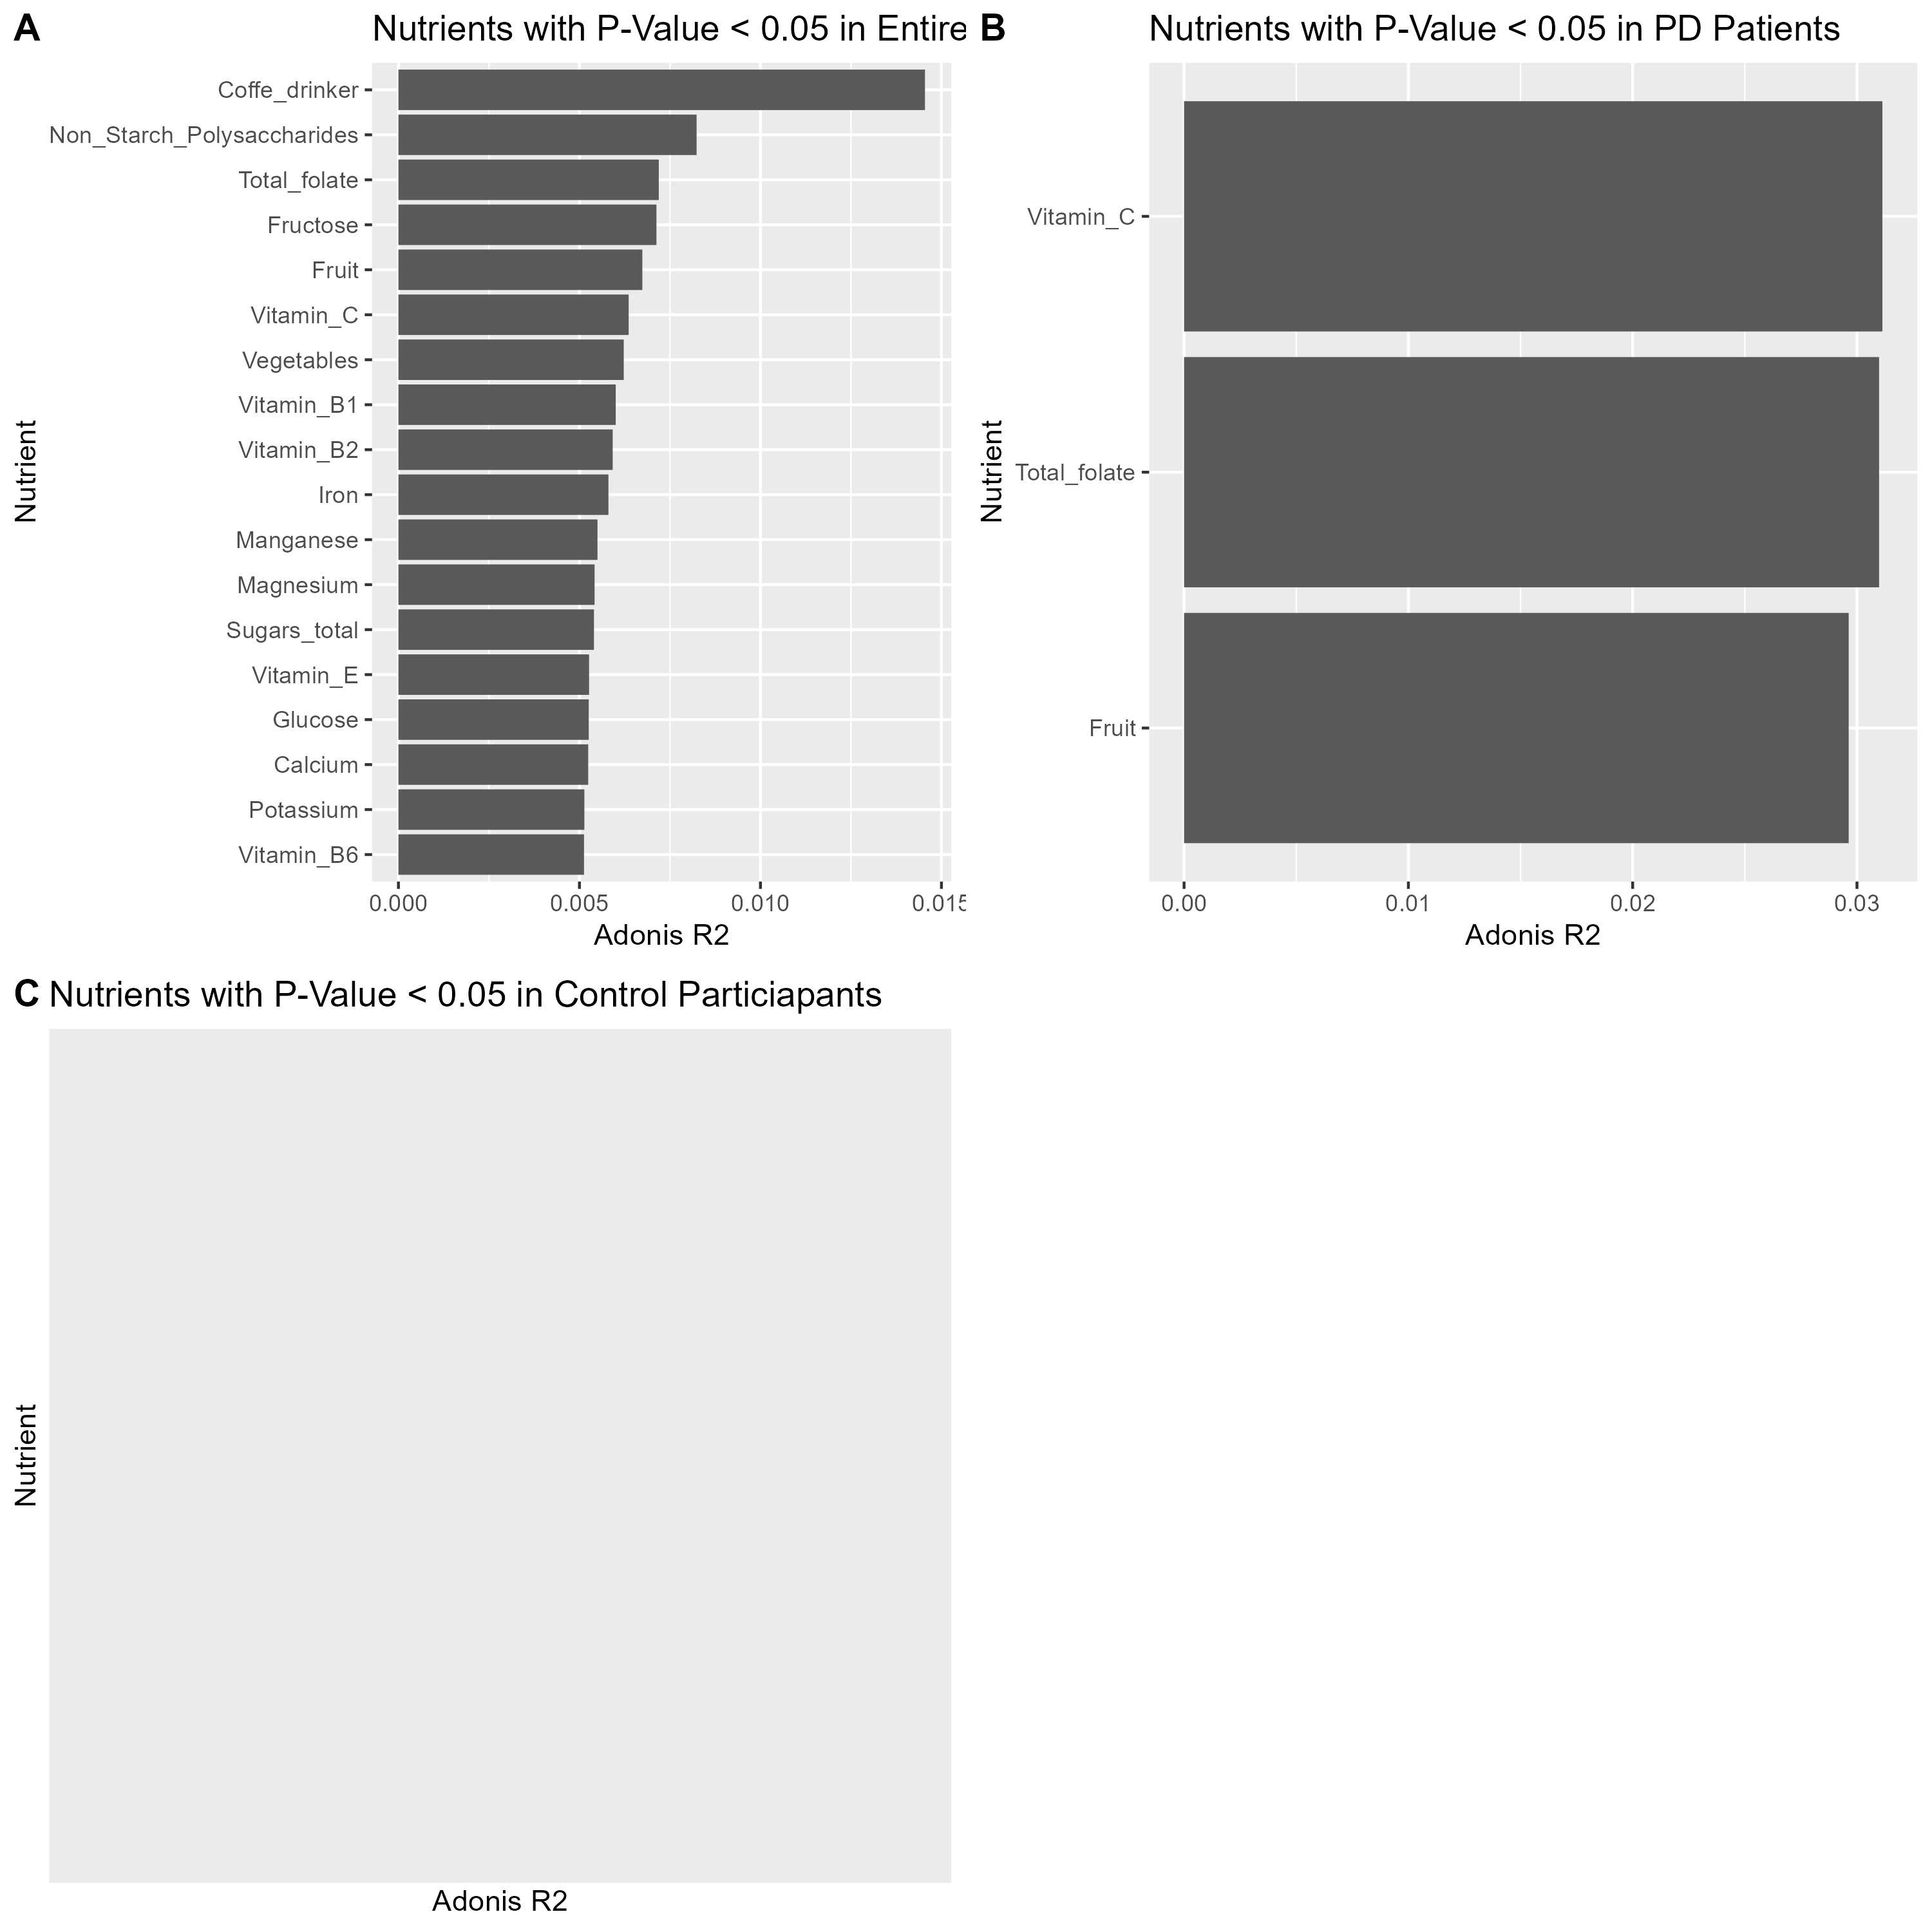 A
Nutrients with P-Value < 0.05 in Entire
Nutrient
Coffe_drinker
Non_Starch_Polysaccharides
Total_folate
Fructose
Fruit
Vitamin_C
Vegetables
Vitamin_B1
Vitamin_B2
Iron
Manganese
Magnesium
Sugars_total
Vitamin_E
Glucose
Calcium
Potassium
Vitamin_B6
0.000 0.005 0.010 0.015
Adonis R2
B
Nutrients with P-Value < 0.05 in PD Patients
Nutrient
Vitamin_C
Total_folate
Fruit
0.00 0.01 0.02 0.03
Adonis R2
C
Nutrients with P-Value < 0.05 in Control Particiapants
Nutrient
Adonis R2